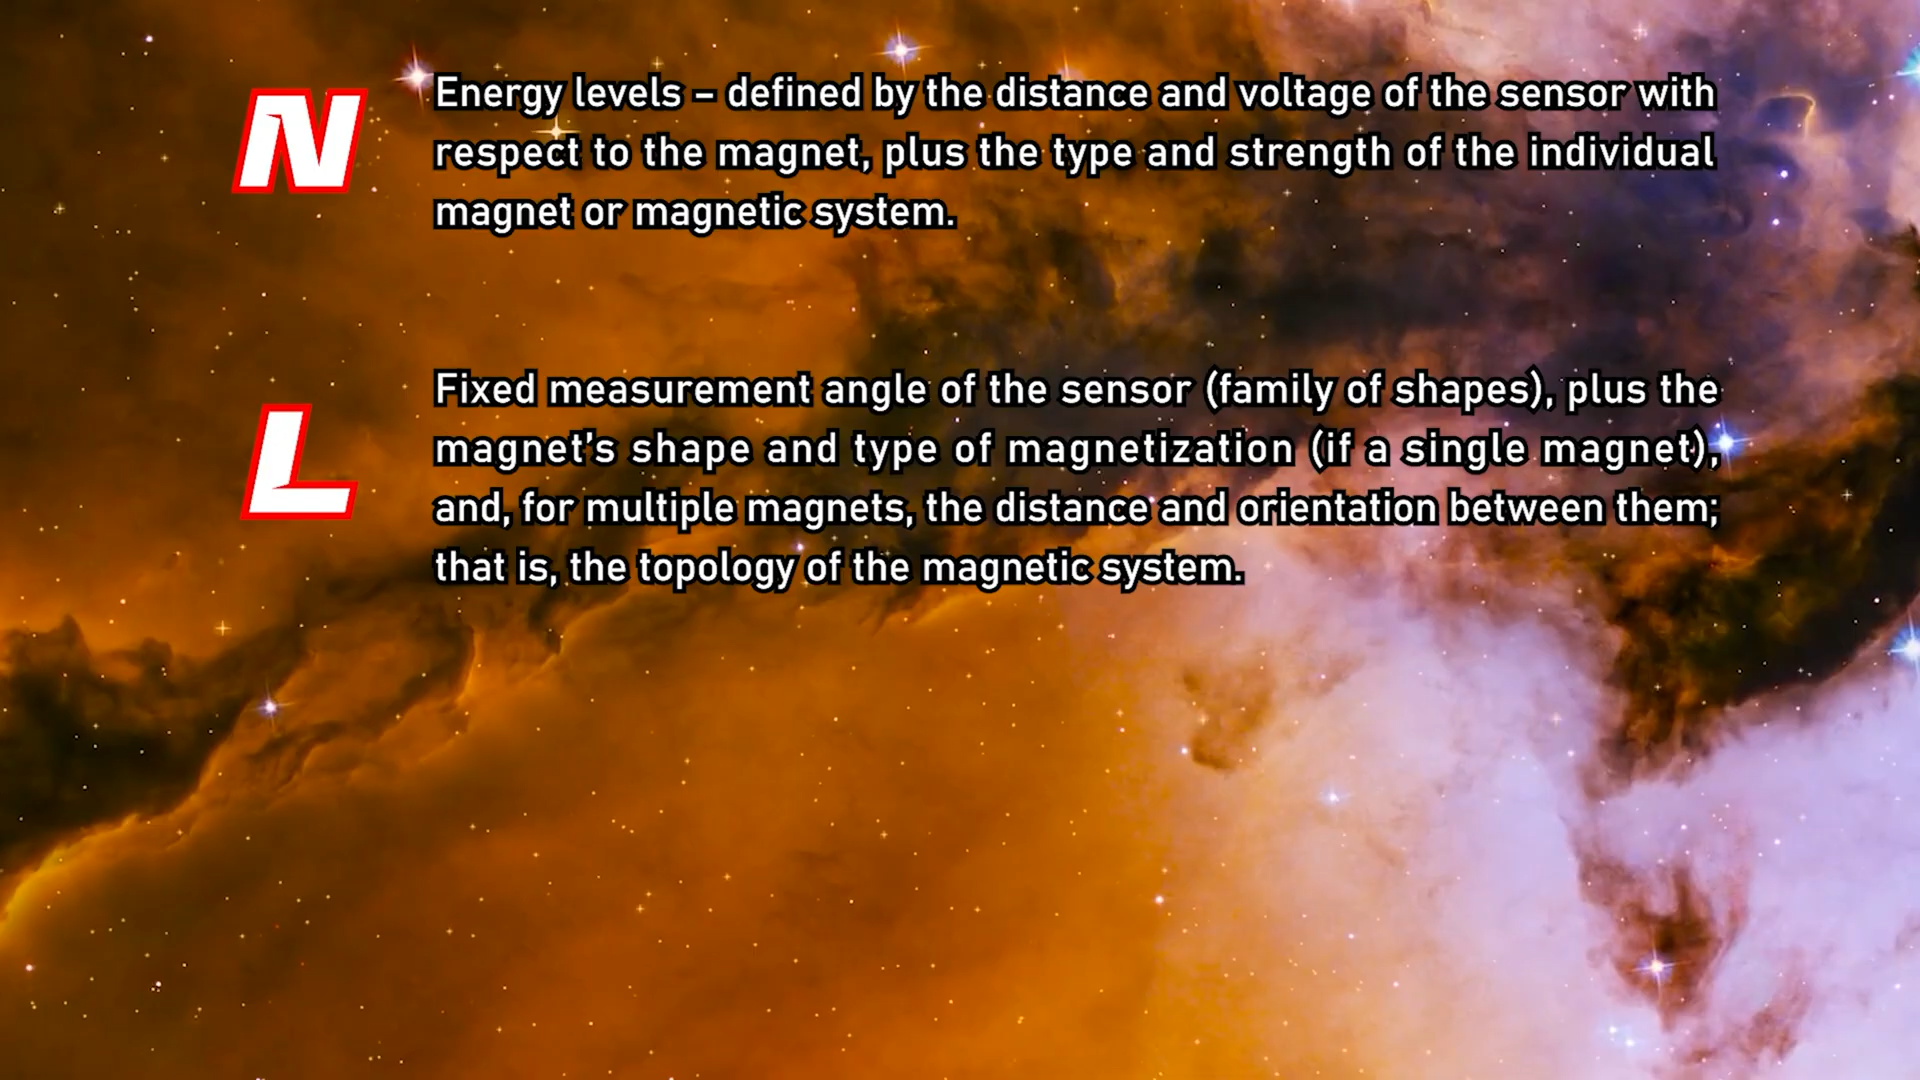 N
Energy levels – defined by the distance and voltage of the sensor with
respect to the magnet, plus the type and strength of the individual
magnet or magnetic system.
L
Fixed measurement angle of the sensor (family of shapes), plus the
magnet’s shape and type of magnetization (if a single magnet),
and, for multiple magnets, the distance and orientation between them;
that is, the topology of the magnetic system.